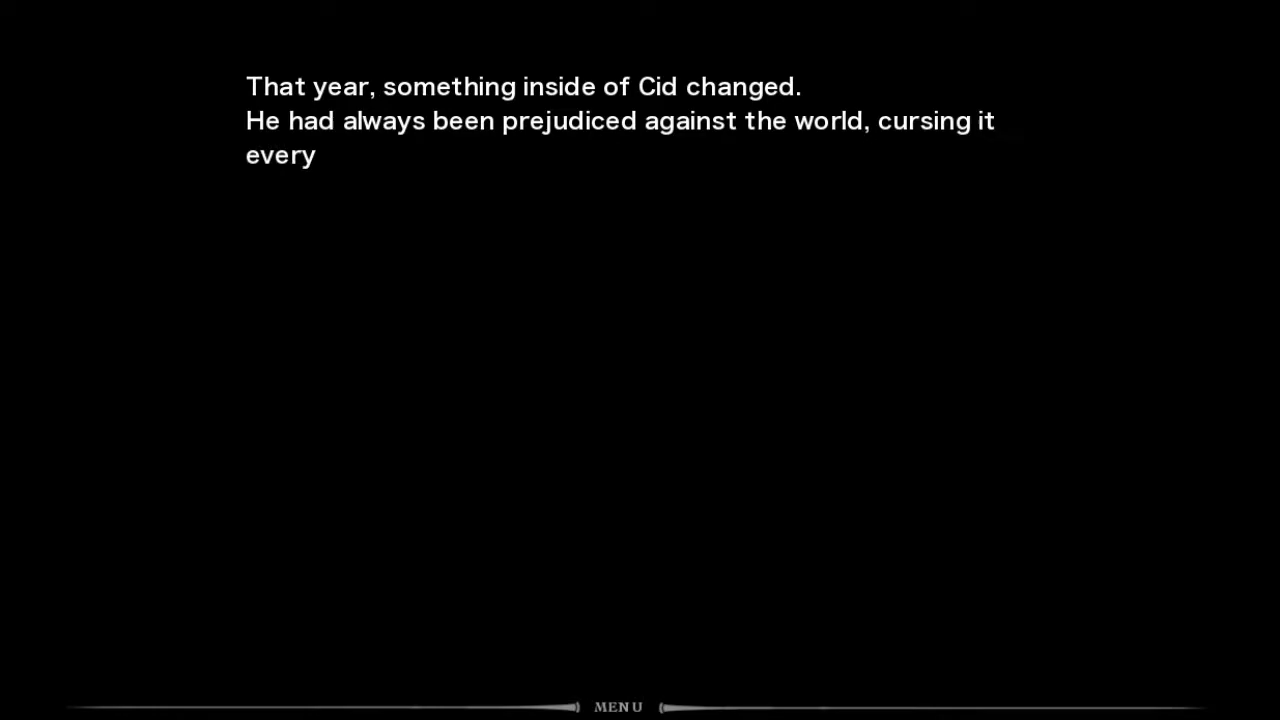 That year, something inside of Cid changed.
He had always been prejudiced against the world, cursing it
every
MENU